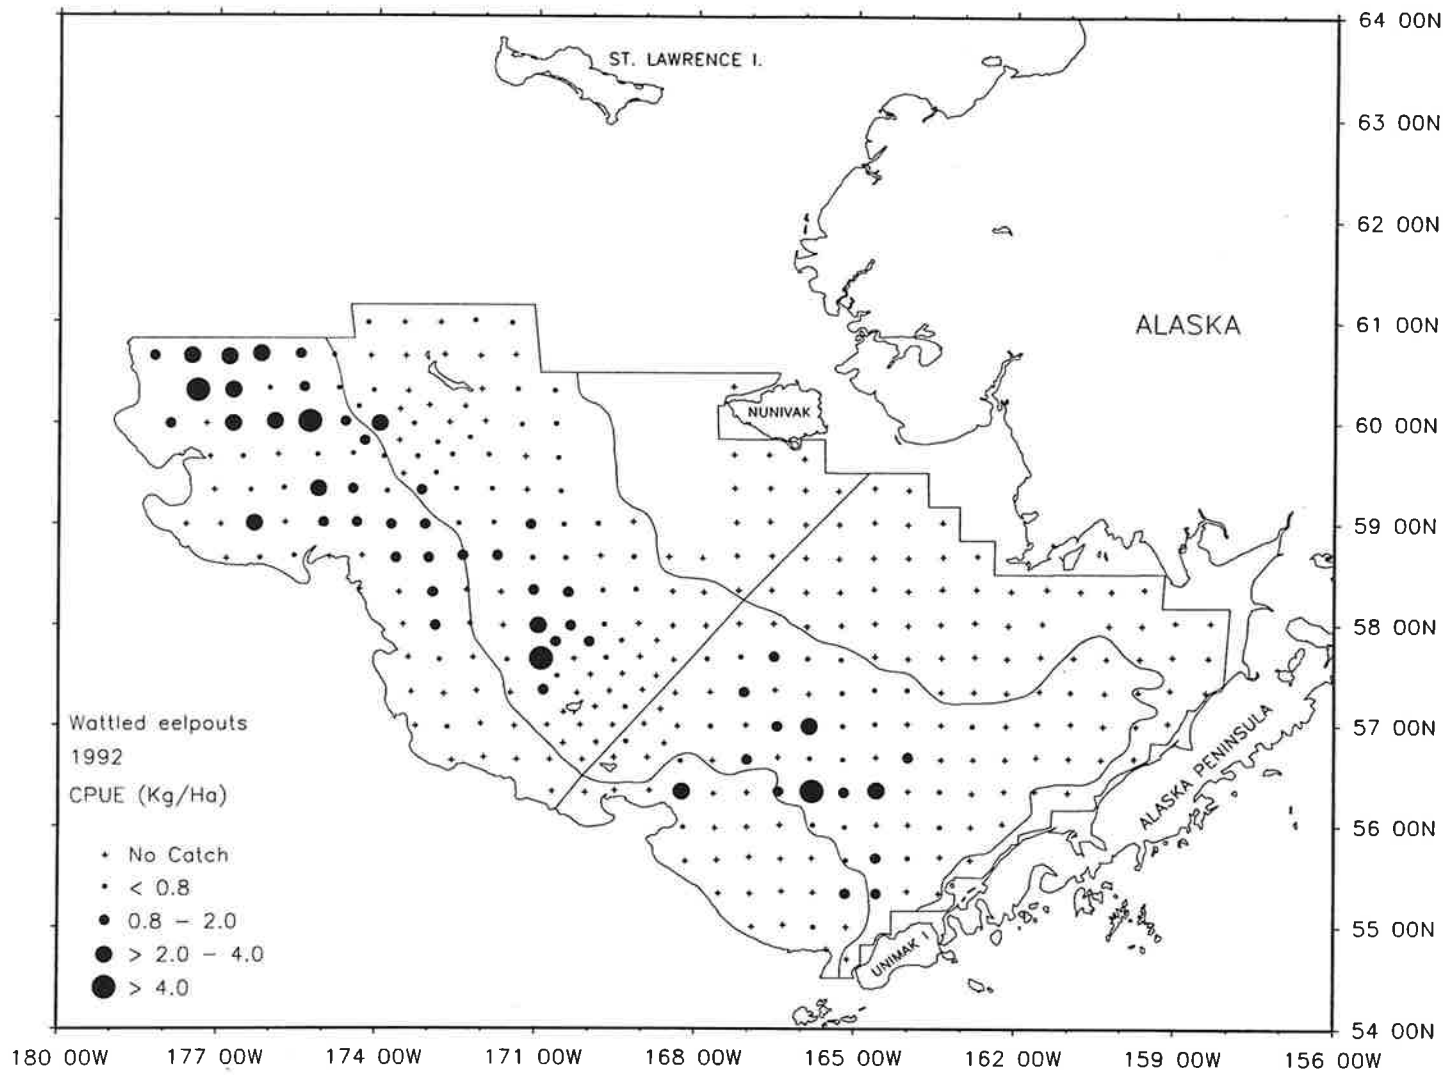 64 00N
ST. LAWRENCE I.
63 00N
62 00N
ALASKA
61 00N
NUNIVAK
60 00N
59 00N
58 00N
Wattled eelpouts
1992
CPUE (Kg/Ha)
57 00N
ALASKA PENINSULA
56 00N
No Catch
< 0.8
0.8 – 2.0
> 2.0 – 4.0
> 4.0
55 00N
UNIMAK I
54 00N
180 00W 177 00W 174 00W 171 00W 168 00W 165 00W 162 00W 159 00W 156 00W